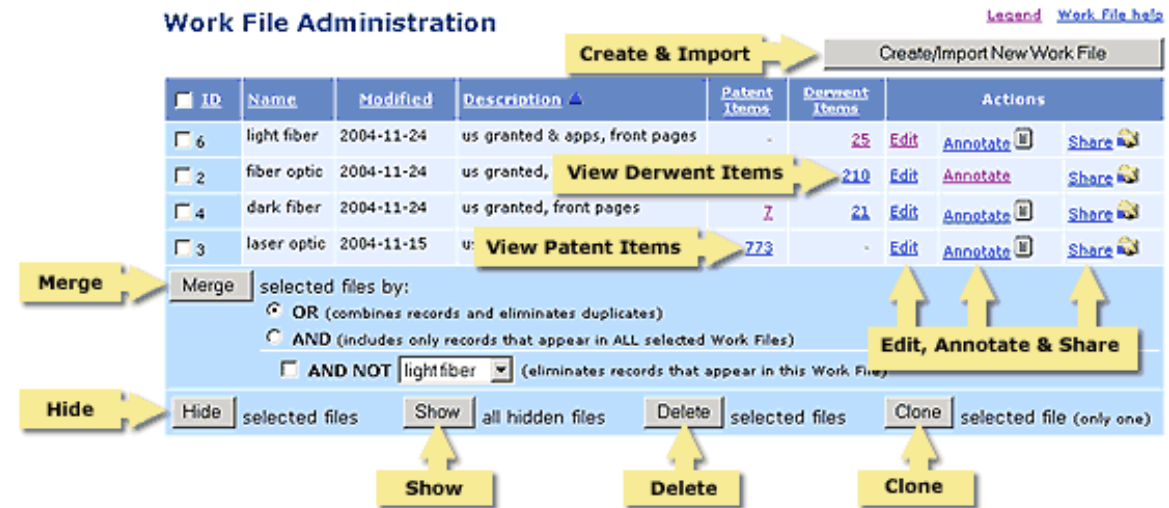 Work File Administration
Legend Work File help
Create & Import
Create/Import New Work File
ID Name Modified Description Patent Items Derwent Items Actions
6 light fiber 2004-11-24 us granted & apps, front pages - 25 Edit Annotate Share
2 fiber optic 2004-11-24 us granted, View Derwent Items 210 Edit Annotate Share
4 dark fiber 2004-11-24 us granted, front pages 7 21 Edit Annotate Share
3 laser optic 2004-11-15 View Patent Items 773 - Edit Annotate Share
Merge
Merge selected files by:
OR (combines records and eliminates duplicates)
AND (includes only records that appear in ALL selected Work Files)
Edit, Annotate & Share
AND NOT light fiber (eliminates records that appear in this Work File)
Hide
Hide selected files Show all hidden files Delete selected files Clone selected file (only one)
Show Delete Clone